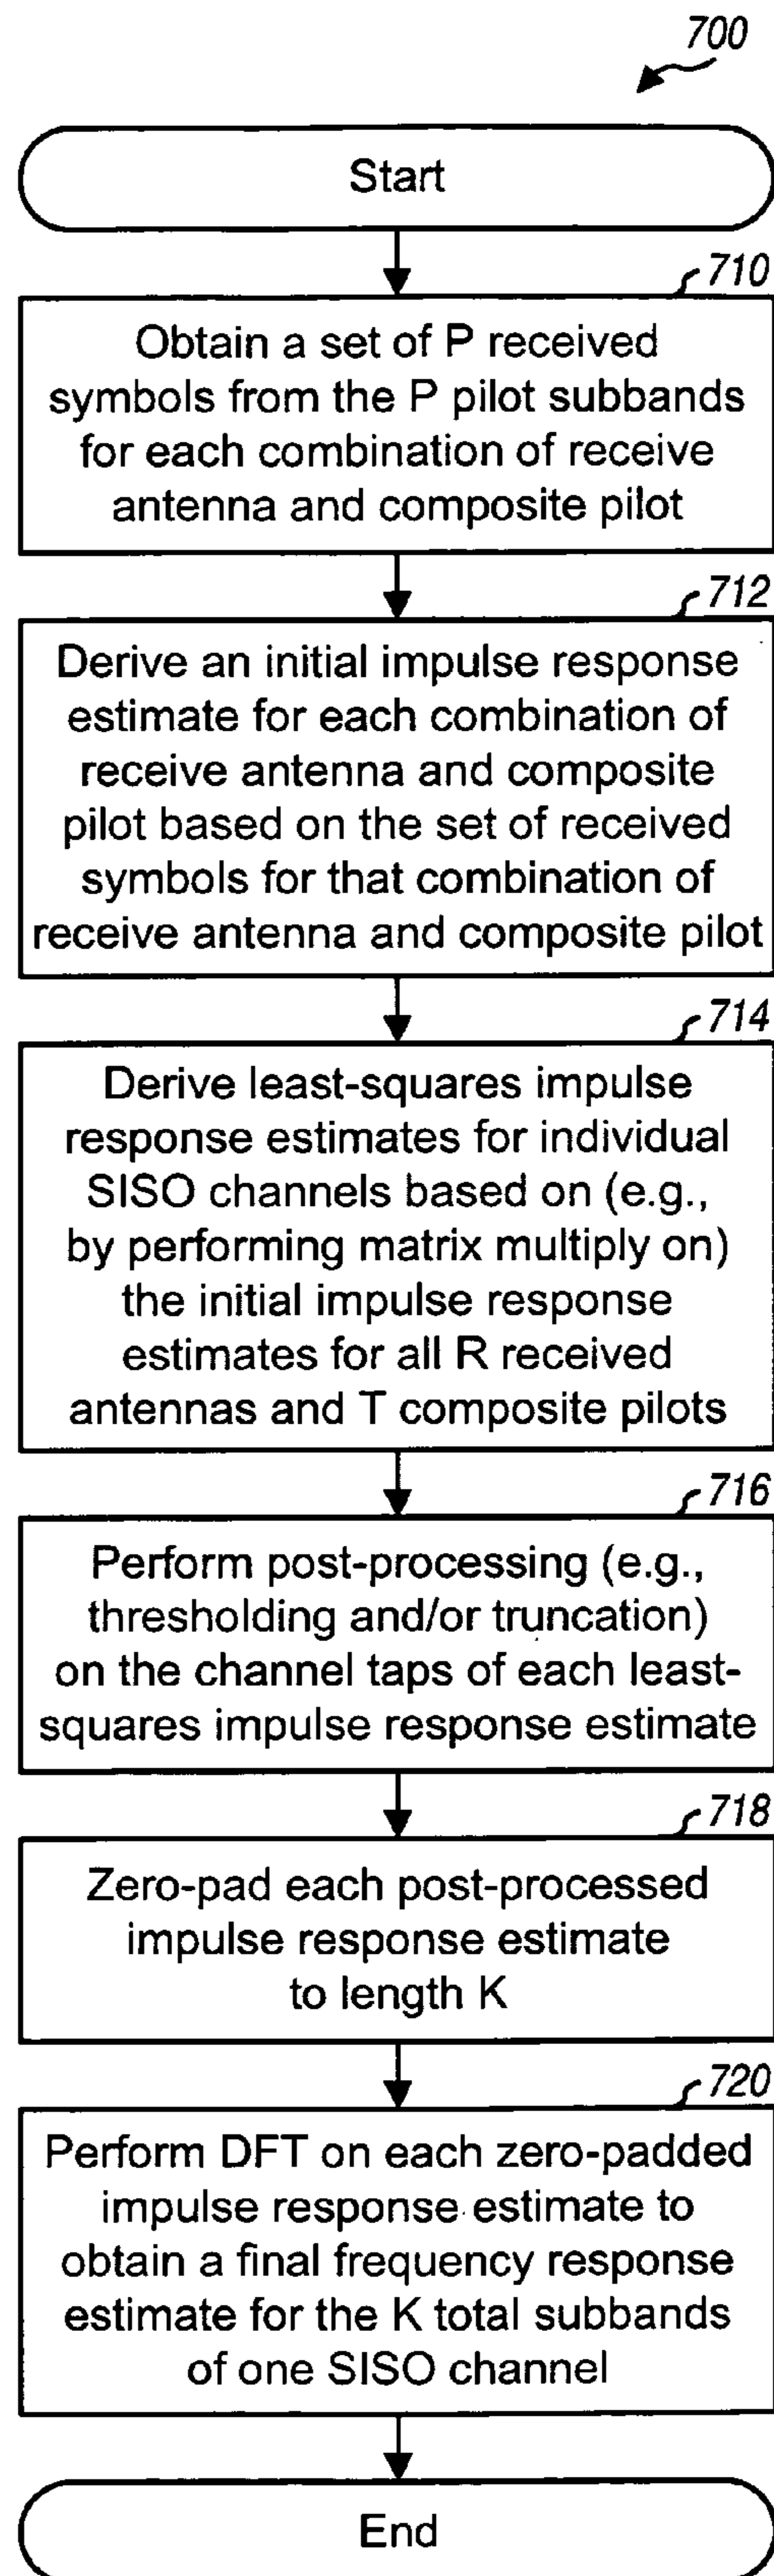 700
Start
710
Obtain a set of P received
symbols from the P pilot subbands
for each combination of receive
antenna and composite pilot
712
Derive an initial impulse response
estimate for each combination of
receive antenna and composite
pilot based on the set of received
symbols for that combination of
receive antenna and composite pilot
714
Derive least-squares impulse
response estimates for individual
SISO channels based on (e.g.,
by performing matrix multiply on)
the initial impulse response
estimates for all R received
antennas and T composite pilots
716
Perform post-processing (e.g.,
thresholding and/or truncation)
on the channel taps of each least-
squares impulse response estimate
718
Zero-pad each post-processed
impulse response estimate
to length K
720
Perform DFT on each zero-padded
impulse response estimate to
obtain a final frequency response
estimate for the K total subbands
of one SISO channel
End